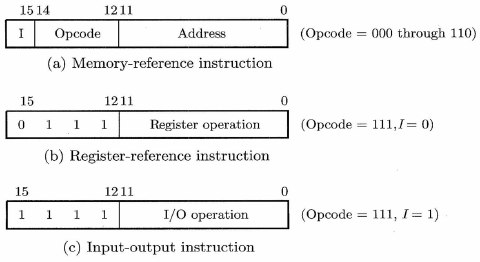 15 14 12 11 0
I Opcode Address (Opcode = 000 through 110)
(a) Memory-reference instruction
15 12 11 0
0 1 1 1 Register operation (Opcode = 111, I = 0)
(b) Register-reference instruction
15 12 11 0
1 1 1 1 I/O operation (Opcode = 111, I = 1)
(c) Input-output instruction